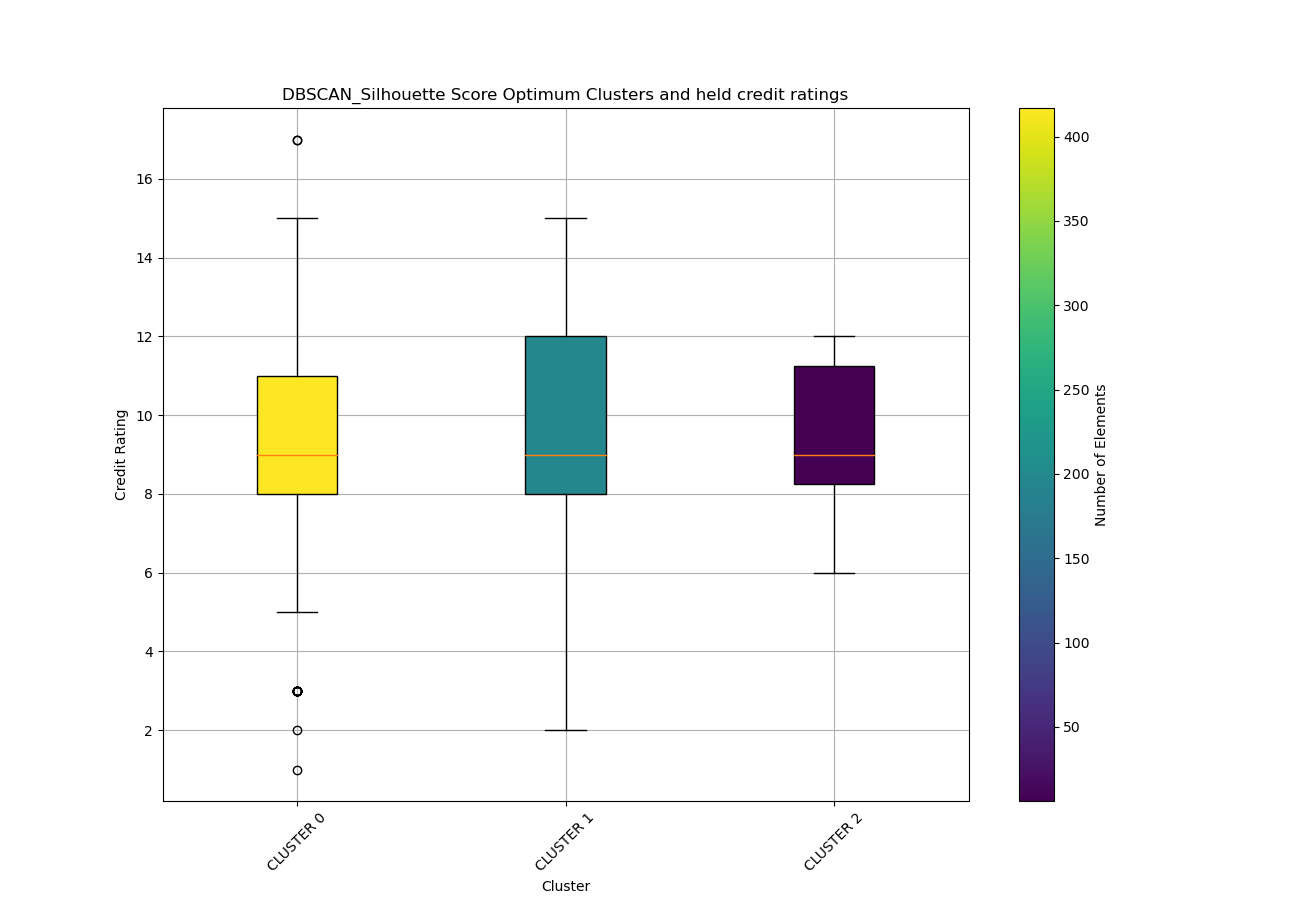 DBSCAN_Silhouette Score Optimum Clusters and held credit ratings
16
14
12
10
8
6
4
2
Credit Rating
CLUSTER 0
CLUSTER 1
CLUSTER 2
Cluster
400
350
300
250
200
150
100
50
Number of Elements